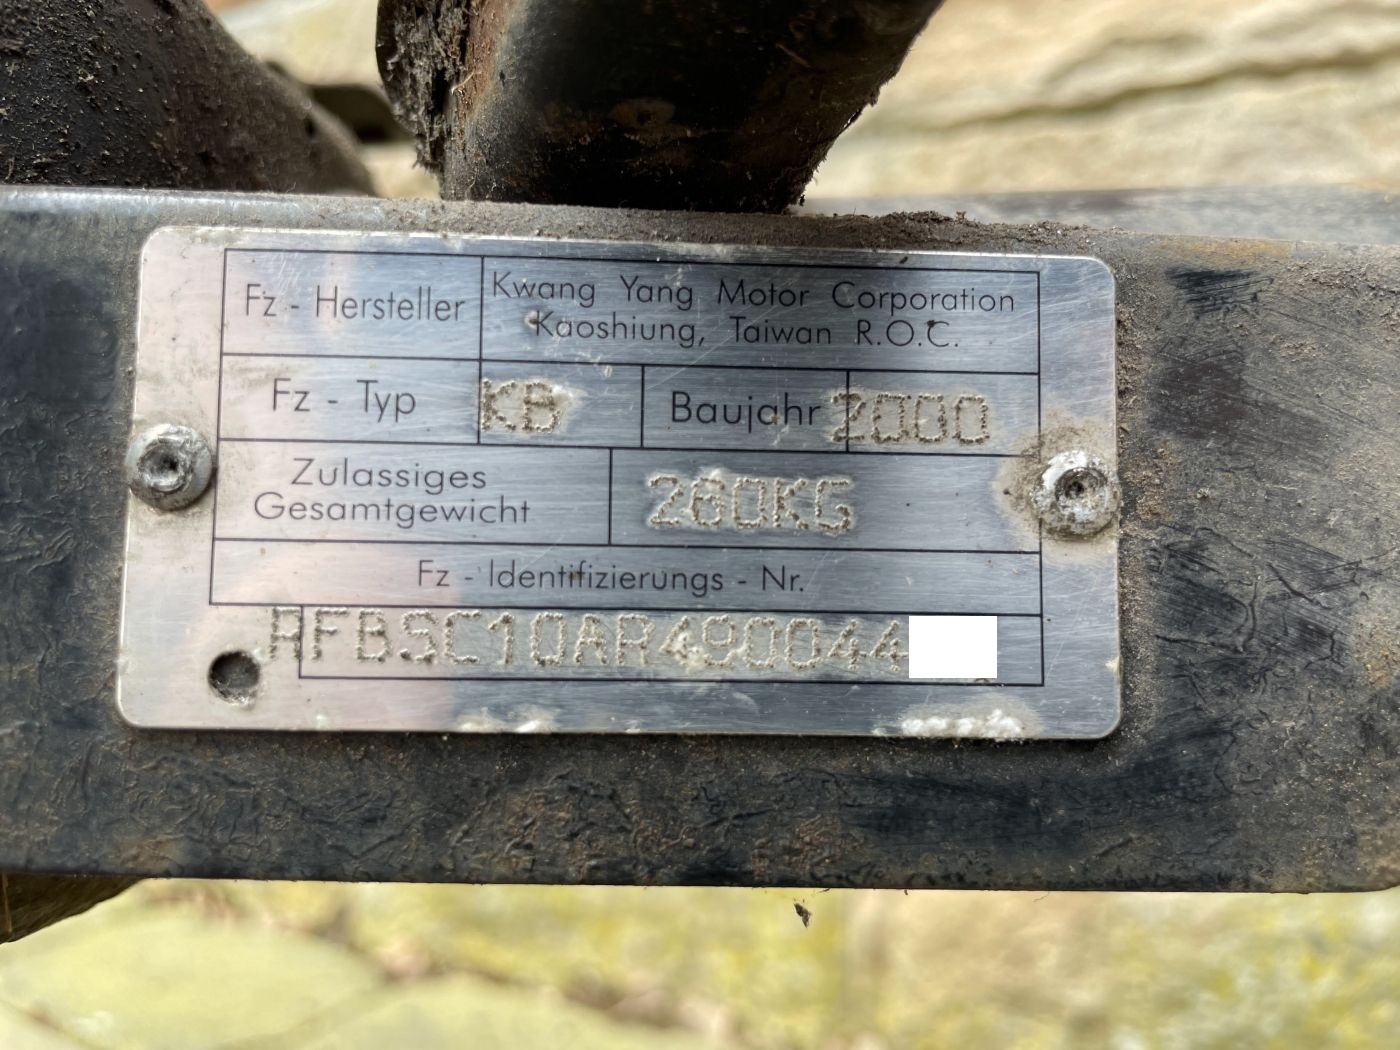 Fz - Hersteller
Kwang Yang Motor Corporation
Kaoshiung, Taiwan R.O.C.
Fz - Typ KB Baujahr 2000
Zulassiges
Gesamtgewicht
260KG
Fz - Identifizierungs - Nr.
RFBSC10AR490044